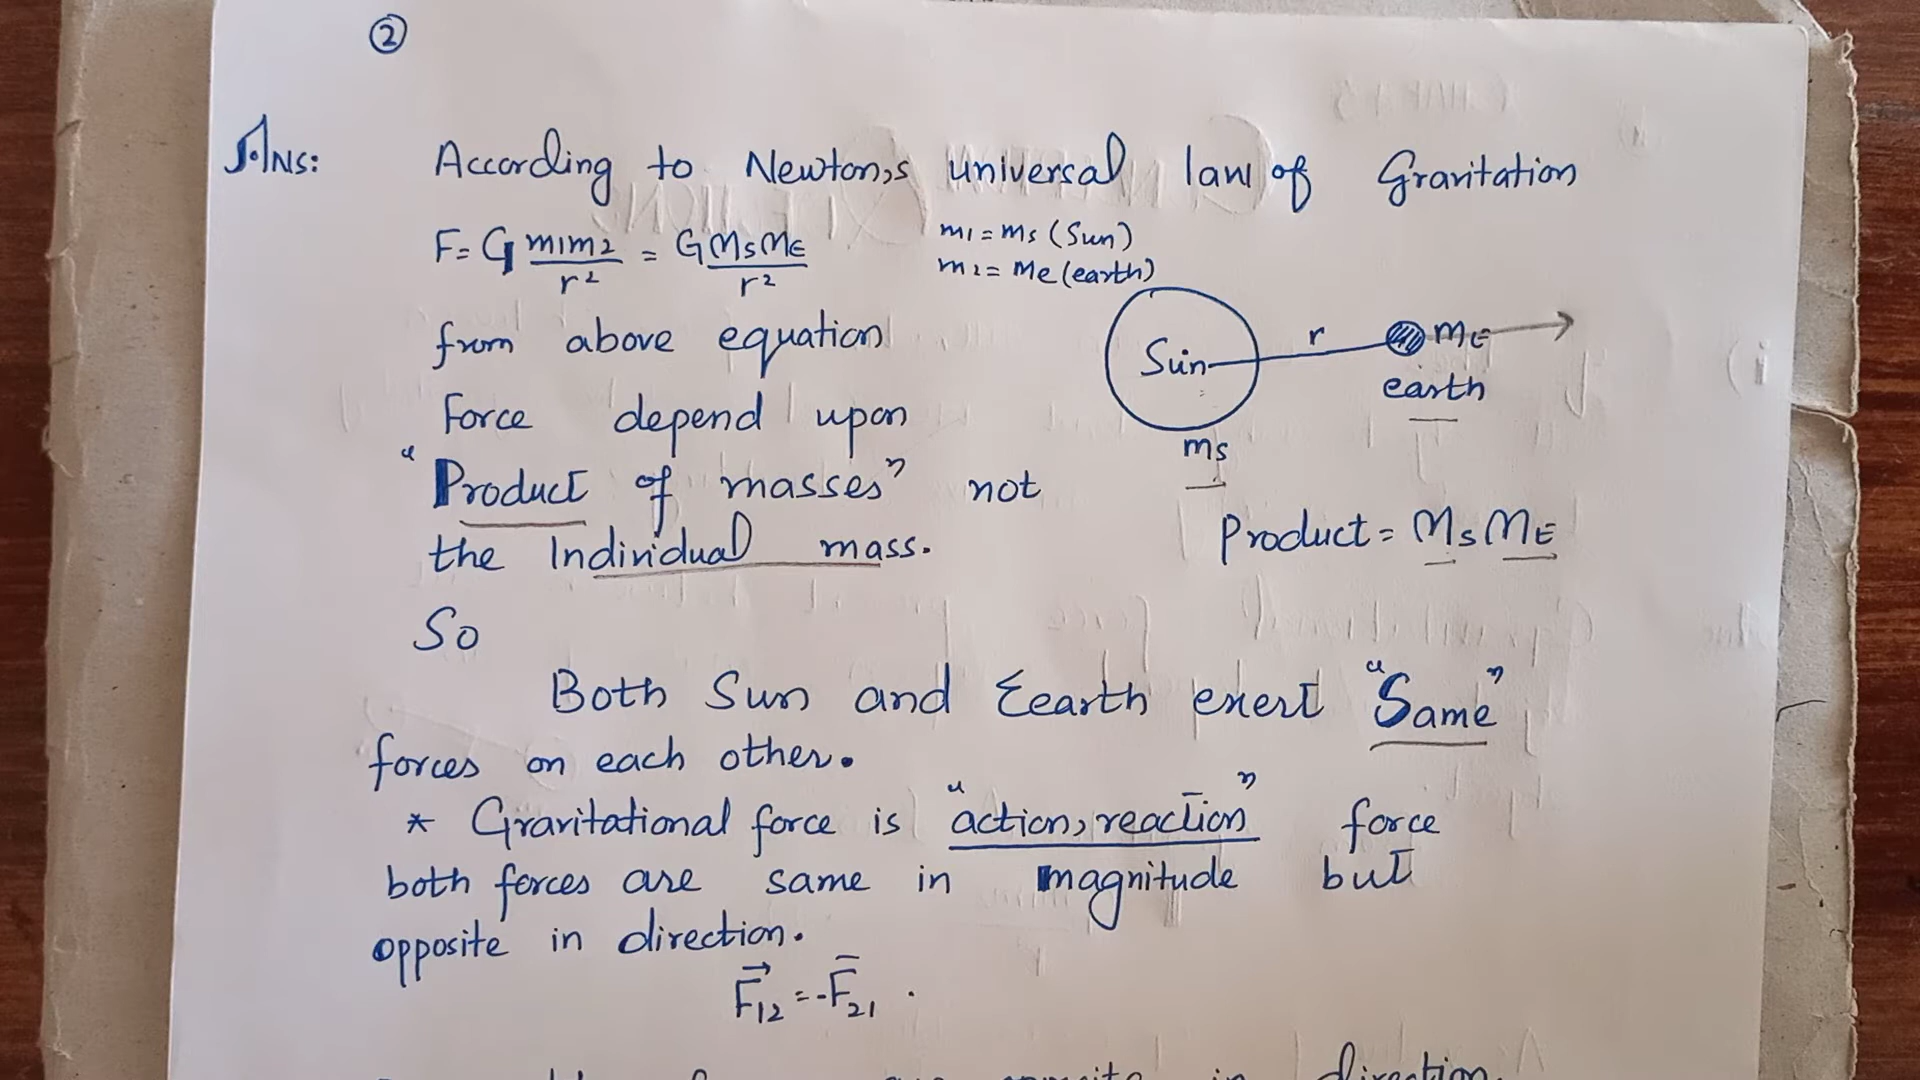 ②
Ans: According to Newton,s universal law of Gravitation
F = G m1m2/r² = G MsME/r²
m1 = ms (Sun)
m2 = me (earth)
from above equation
Sun r mE
earth
ms
Force depend upon
"Product of masses" not
the Individual mass.
Product = MsME
So
Both Sun and Eearth exert "Same"
forces on each other.
* Gravitational force is "action, reaction" force
both forces are same in magnitude but
opposite in direction.
F⃗12 = -F̄21 .
in direction.